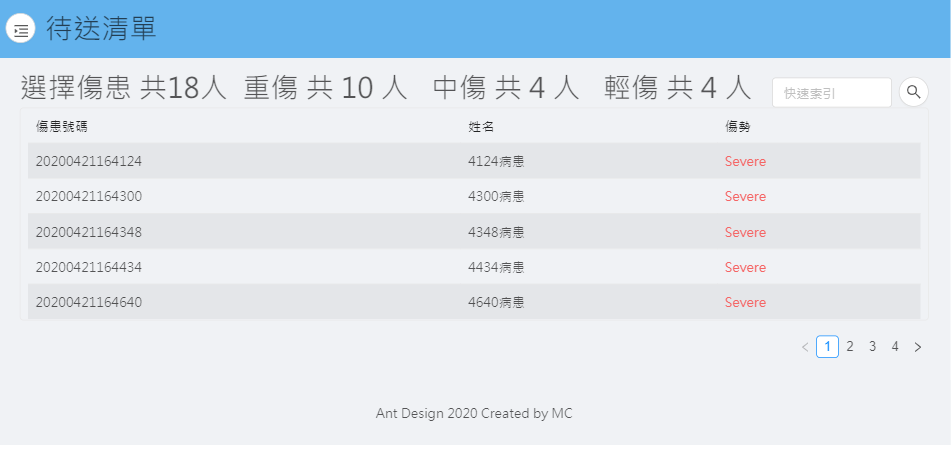 待送清單
選擇傷患 共18人 重傷 共 10 人 中傷 共 4 人 輕傷 共 4 人 快速索引
傷患號碼 姓名 傷勢
20200421164124 4124病患 Severe
20200421164300 4300病患 Severe
20200421164348 4348病患 Severe
20200421164434 4434病患 Severe
20200421164640 4640病患 Severe
< 1 2 3 4 >
Ant Design 2020 Created by MC